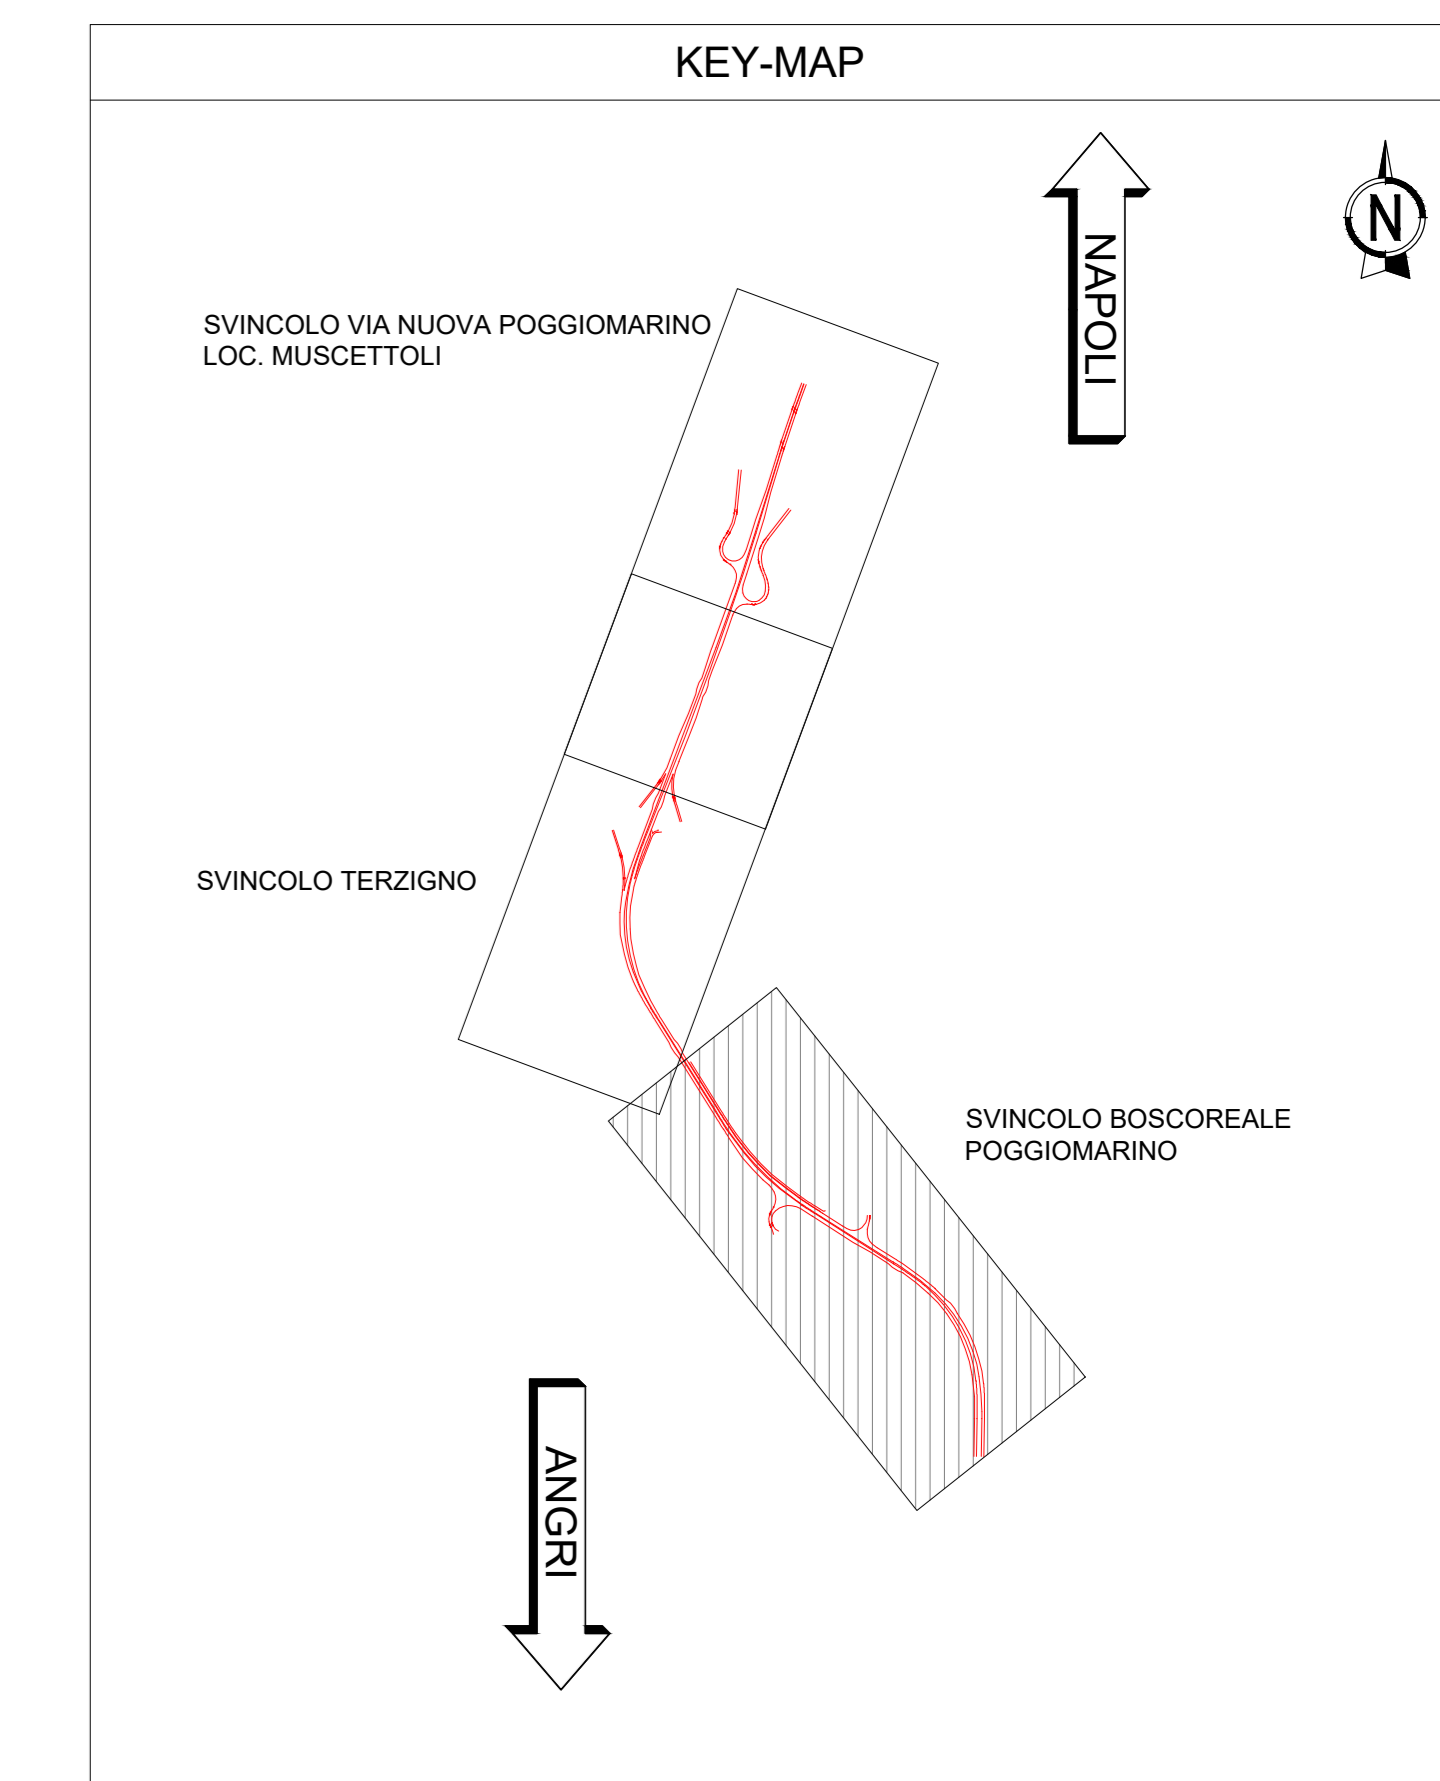 KEY-MAP
NAPOLI
N
SVINCOLO VIA NUOVA POGGIOMARINO
LOC. MUSCETTOLI
SVINCOLO TERZIGNO
SVINCOLO BOSCOREALE
POGGIOMARINO
ANGRI